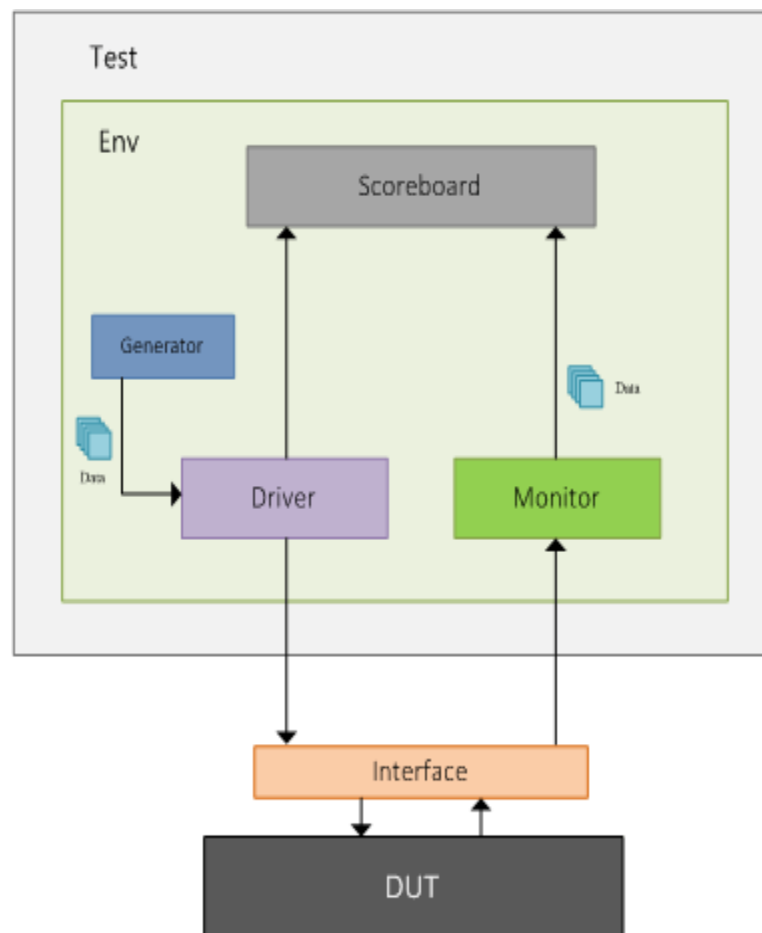 Test
Env
Scoreboard
Generator
Data
Data
Driver
Monitor
Interface
DUT